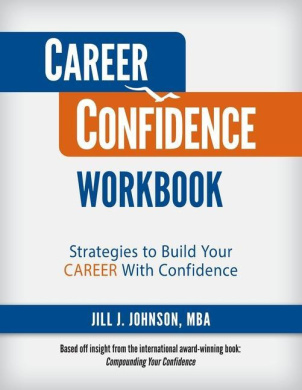 CAREER
CONFIDENCE
WORKBOOK
Strategies to Build Your
CAREER With Confidence
JILL J. JOHNSON, MBA
Based off insight from the international award-winning book:
Compounding Your Confidence